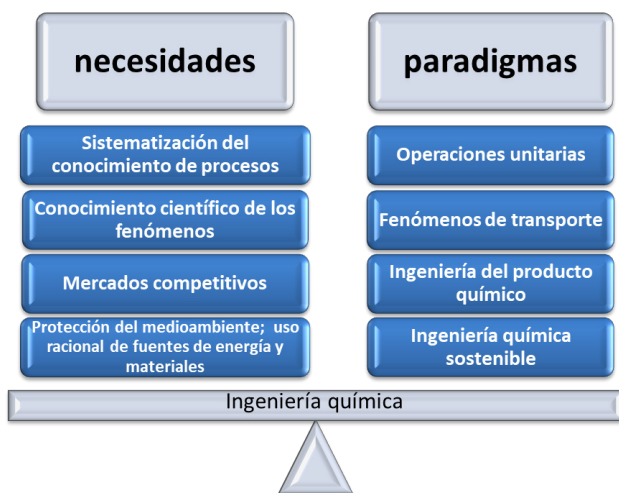 necesidades
paradigmas
Sistematización del
conocimiento de procesos
Operaciones unitarias
Conocimiento científico de los
fenómenos
Fenómenos de transporte
Mercados competitivos
Ingeniería del producto
químico
Protección del medioambiente; uso
racional de fuentes de energía y
materiales
Ingeniería química
sostenible
Ingeniería química